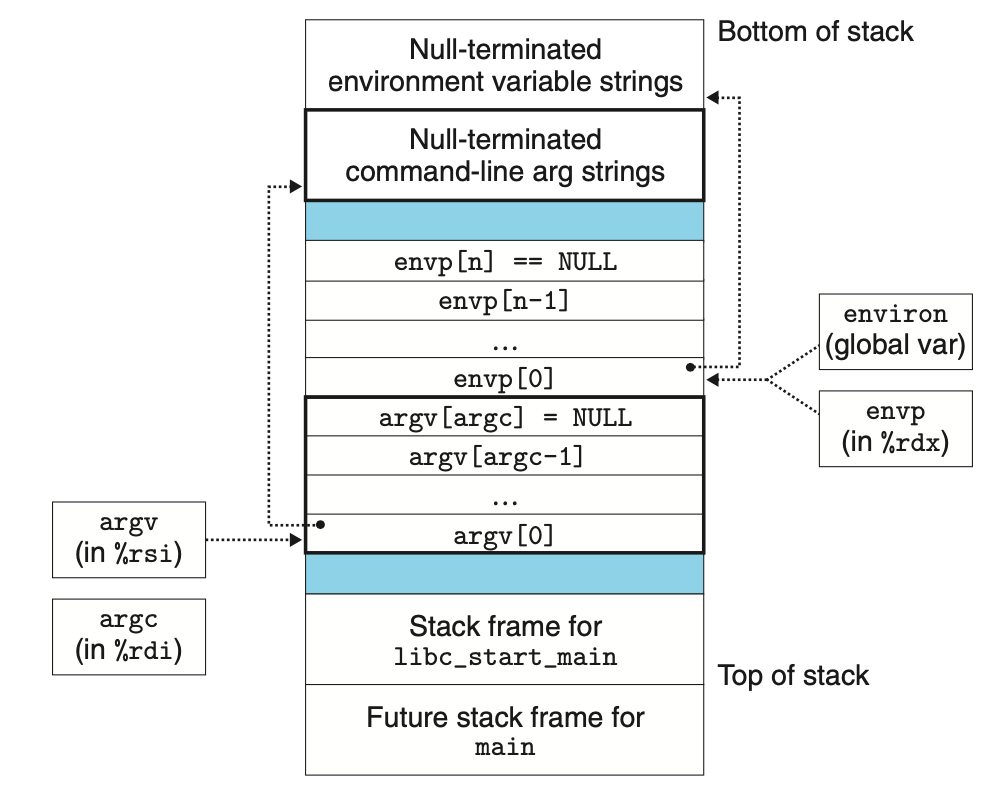 Bottom of stack
Null-terminated
environment variable strings
Null-terminated
command-line arg strings
envp[n] == NULL
envp[n-1]
...
envp[0]
environ
(global var)
envp
(in %rdx)
argv[argc] = NULL
argv[argc-1]
...
argv[0]
argv
(in %rsi)
argc
(in %rdi)
Stack frame for
libc_start_main
Top of stack
Future stack frame for
main